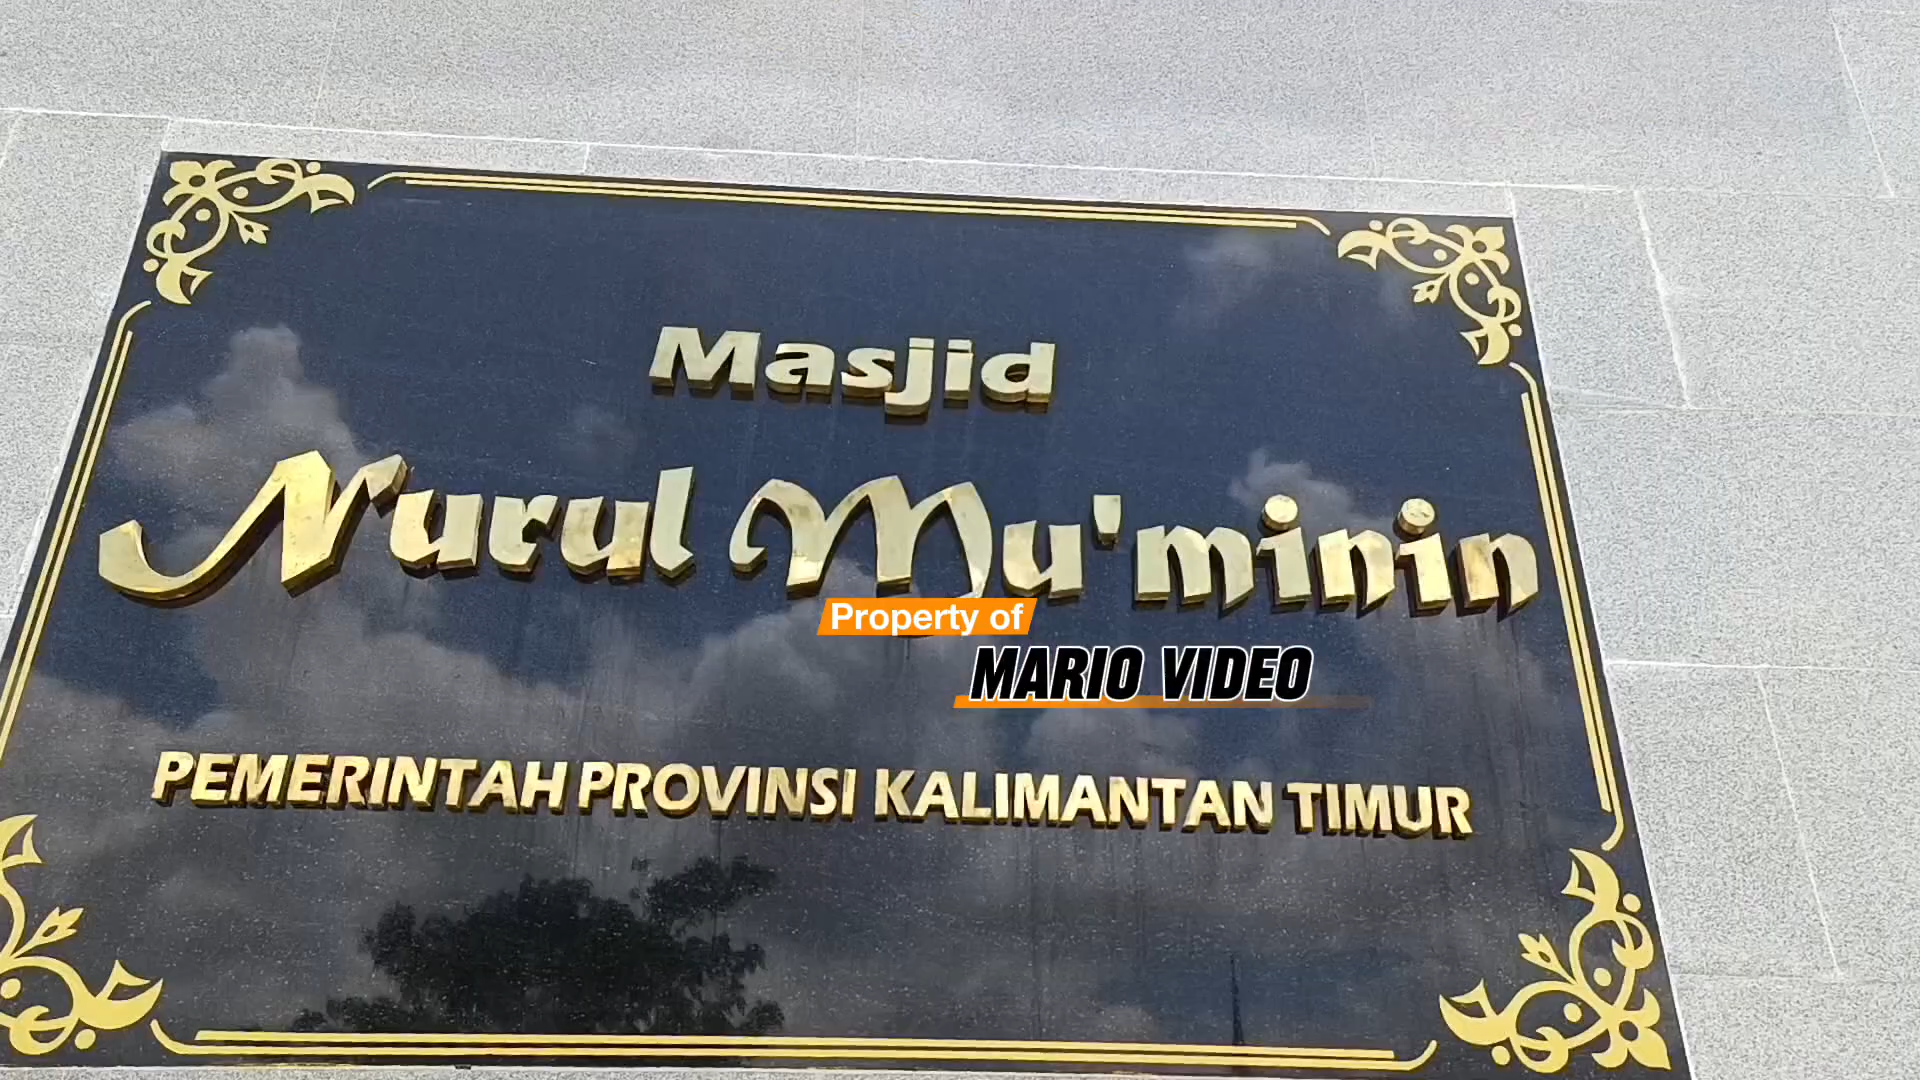 Masjid
Nurul Mu'minin
Property of
MARIO VIDEO
PEMERINTAH PROVINSI KALIMANTAN TIMUR